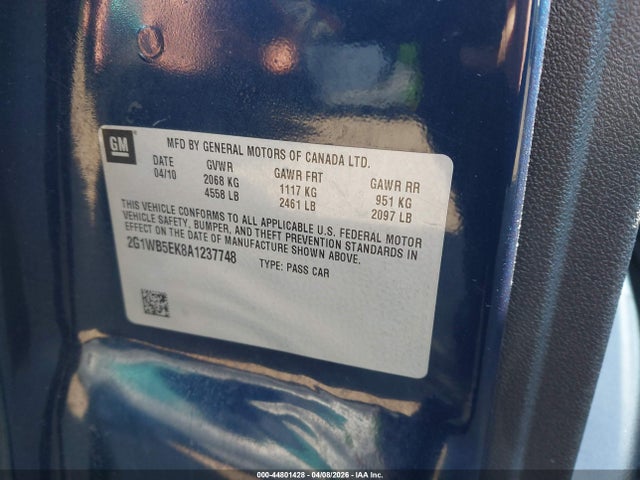 GM
MFD BY GENERAL MOTORS OF CANADA LTD.
DATE GVWR GAWR FRT GAWR RR
04/10 2068 KG 1117 KG 951 KG
4558 LB 2461 LB 2097 LB
THIS VEHICLE CONFORMS TO ALL APPLICABLE U.S. FEDERAL MOTOR
VEHICLE SAFETY, BUMPER, AND THEFT PREVENTION STANDARDS IN
EFFECT ON THE DATE OF MANUFACTURE SHOWN ABOVE.
2G1WB5EK8A1237748 TYPE: PASS CAR
000-44801428 - 04/08/2026 - IAA Inc.